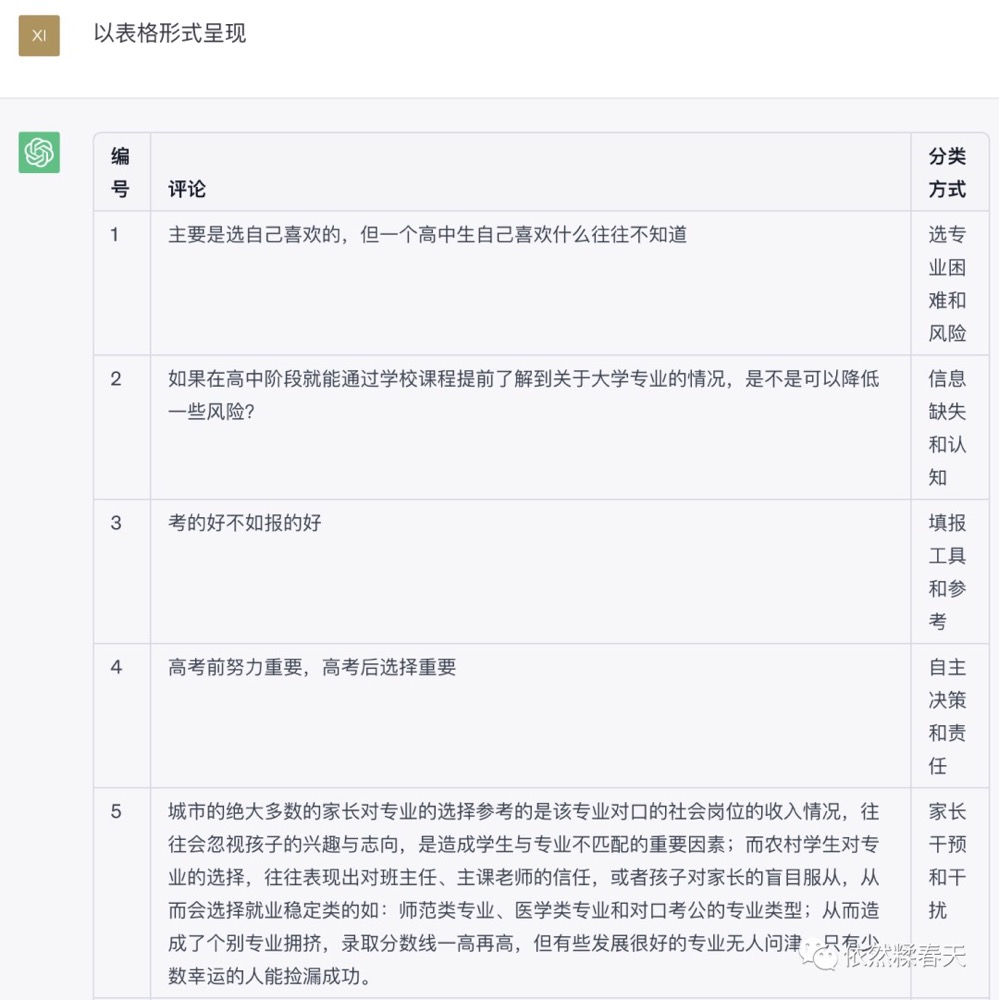 XI
以表格形式呈现
编
号
评论
分类
方式
1
主要是选自己喜欢的，但一个高中生自己喜欢什么往往不知道
选专
业困
难和
风险
2
如果在高中阶段就能通过学校课程提前了解到关于大学专业的情况，是不是可以降低
一些风险？
信息
缺失
和认
知
3
考的好不如报的好
填报
工具
和参
考
4
高考前努力重要，高考后选择重要
自主
决策
和责
任
5
城市的绝大多数的家长对专业的选择参考的是该专业对口的社会岗位的收入情况，往
往会忽视孩子的兴趣与志向，是造成学生与专业不匹配的重要因素；而农村学生对专
业的选择，往往表现出对班主任、主课老师的信任，或者孩子对家长的盲目服从，从
而会选择就业稳定类的如：师范类专业、医学类专业和对口考公的专业类型；从而造
成了个别专业拥挤，录取分数线一高再高，但有些发展很好的专业无人问津，只有少
数幸运的人能捡漏成功。
家长
干预
和干
扰
依然糅春天